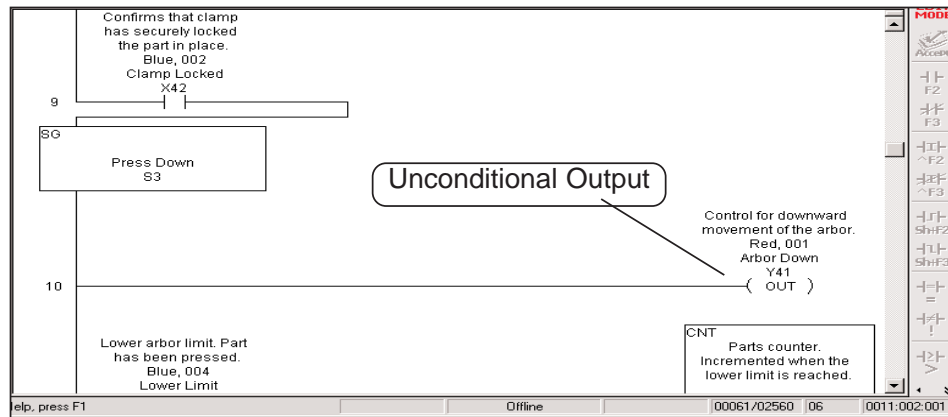 Confirms that clamp
has securely locked
the part in place.
Blue, 002
Clamp Locked
X42
9
SG
Press Down
S3
Unconditional Output
Control for downward
movement of the arbor.
Red, 001
Arbor Down
Y41
OUT
10
Lower arbor limit. Part
has been pressed.
Blue, 004
Lower Limit
CNT
Parts counter.
Incremented when the
lower limit is reached.
MODE
Accept
F2
F3
^F2
^F3
Sh+F2
Sh+F3
=
!
>
elp, press F1
Offline
00061/02560
06
0011:002:001